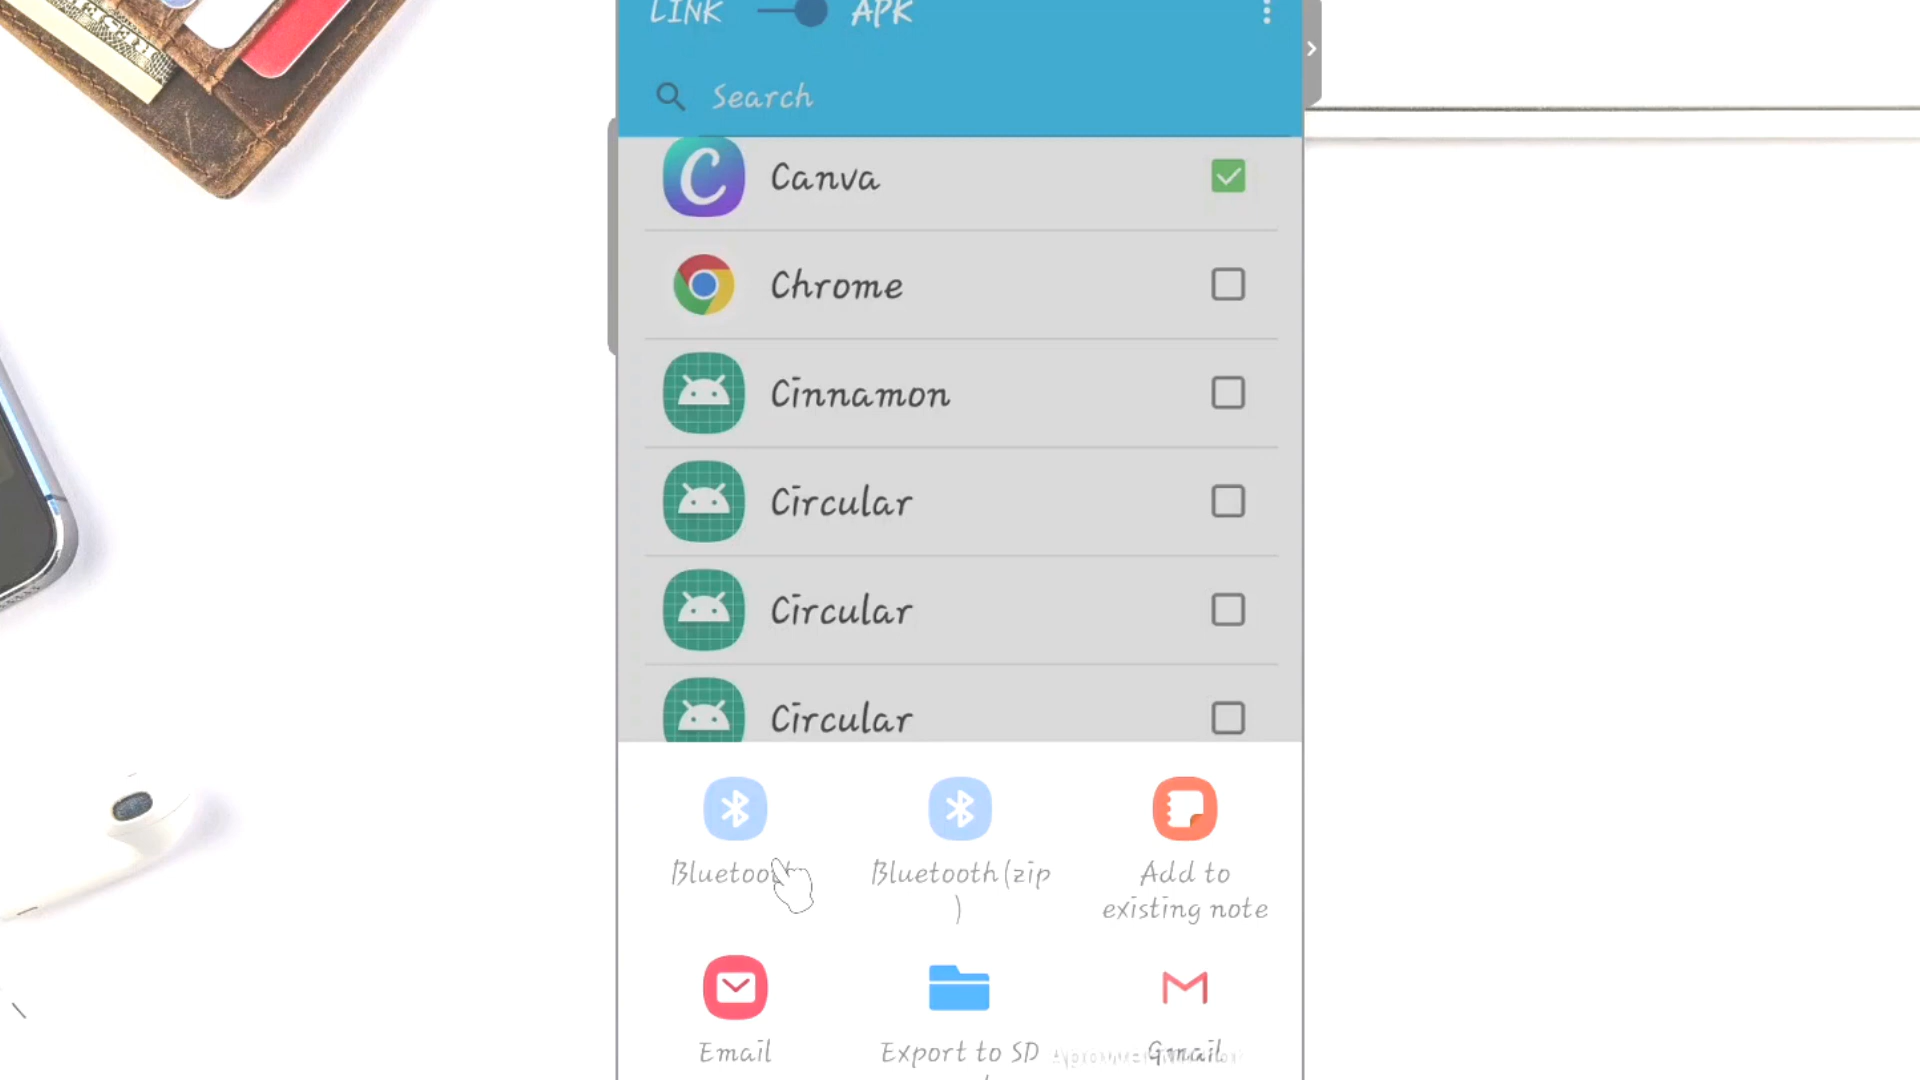 LINK APK
Search
Canva
Chrome
Cinnamon
Circular
Circular
Circular
Bluetooth(zip
)
Add to
existing note
Email
Export to SD
Gmail